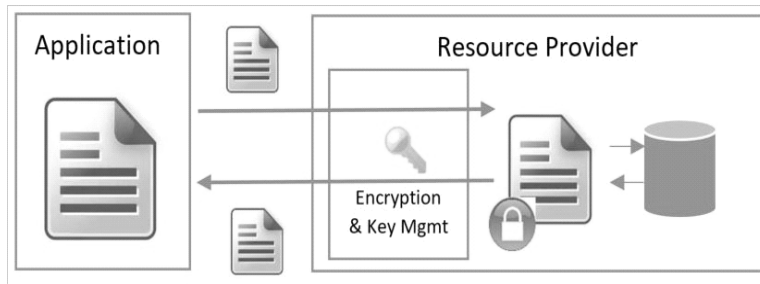 Application
Resource Provider
Encryption
& Key Mgmt